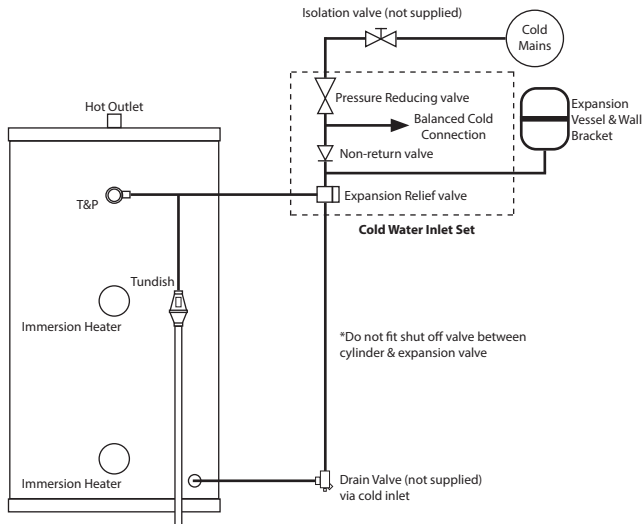 Isolation valve (not supplied)
Cold
Mains
Pressure Reducing valve
Hot Outlet
Balanced Cold
Connection
Expansion
Vessel & Wall
Bracket
Non-return valve
T&P
Expansion Relief valve
Cold Water Inlet Set
Tundish
Immersion Heater
*Do not fit shut off valve between
cylinder & expansion valve
Immersion Heater
Drain Valve (not supplied)
via cold inlet